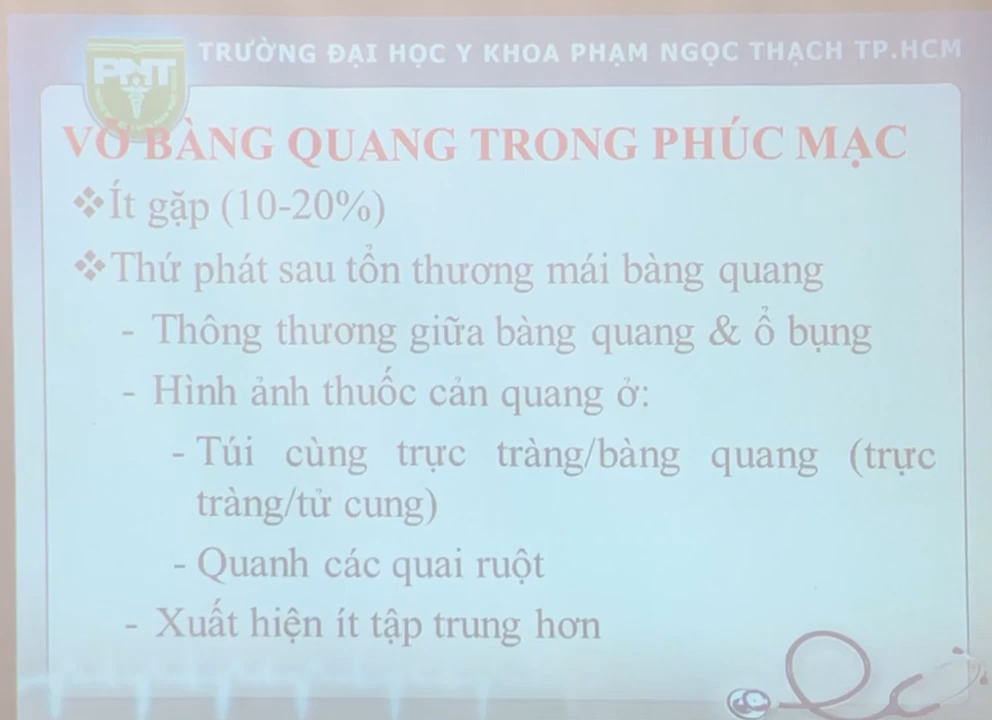 PNT
TRƯỜNG ĐẠI HỌC Y KHOA PHẠM NGỌC THẠCH TP.HCM
VỠ BÀNG QUANG TRONG PHÚC MẠC
❖Ít gặp (10-20%)
❖Thứ phát sau tổn thương mái bàng quang
- Thông thương giữa bàng quang & ổ bụng
- Hình ảnh thuốc cản quang ở:
- Túi cùng trực tràng/bàng quang (trực
tràng/tử cung)
- Quanh các quai ruột
- Xuất hiện ít tập trung hơn